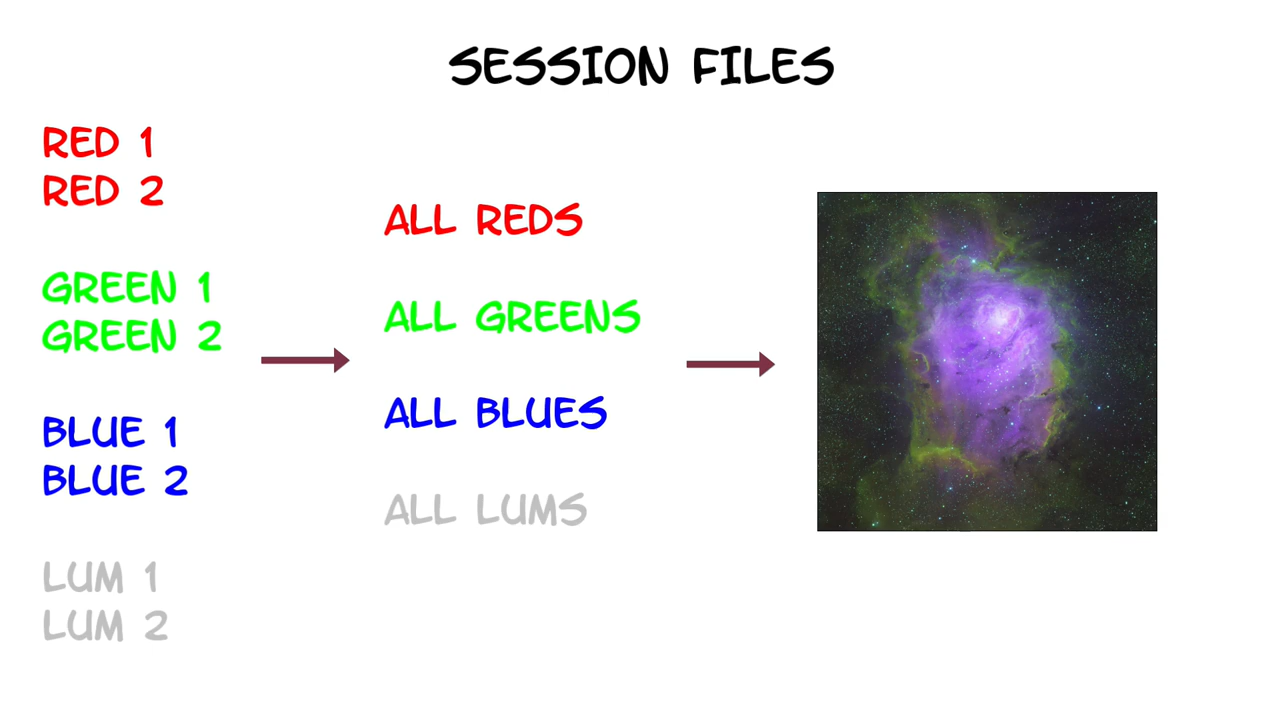 SESSION FILES
RED 1
RED 2
GREEN 1
GREEN 2
BLUE 1
BLUE 2
LUM 1
LUM 2
ALL REDS
ALL GREENS
ALL BLUES
ALL LUMS